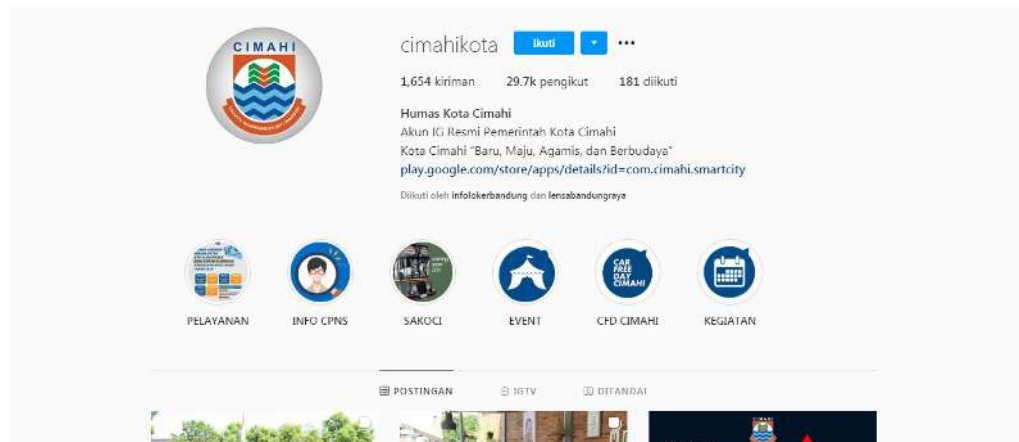 CIMAHI
cimahikota Ikuti
1,654 kiriman 29.7k pengikut 181 diikuti
Humas Kota Cimahi
Akun IG Resmi Pemerintah Kota Cimahi
Kota Cimahi "Baru, Maju, Agamis, dan Berbudaya"
play.google.com/store/apps/details?id=com.cimahi.smartcity
Diikuti oleh infolokerbandung dan lensabandungraya
CAR
FREE
DAY
CIMAHI
PELAYANAN INFO CPNS SAKOCI EVENT CFD CIMAHI KEGIATAN
POSTINGAN IGTV DITANDAI
CIMAHI